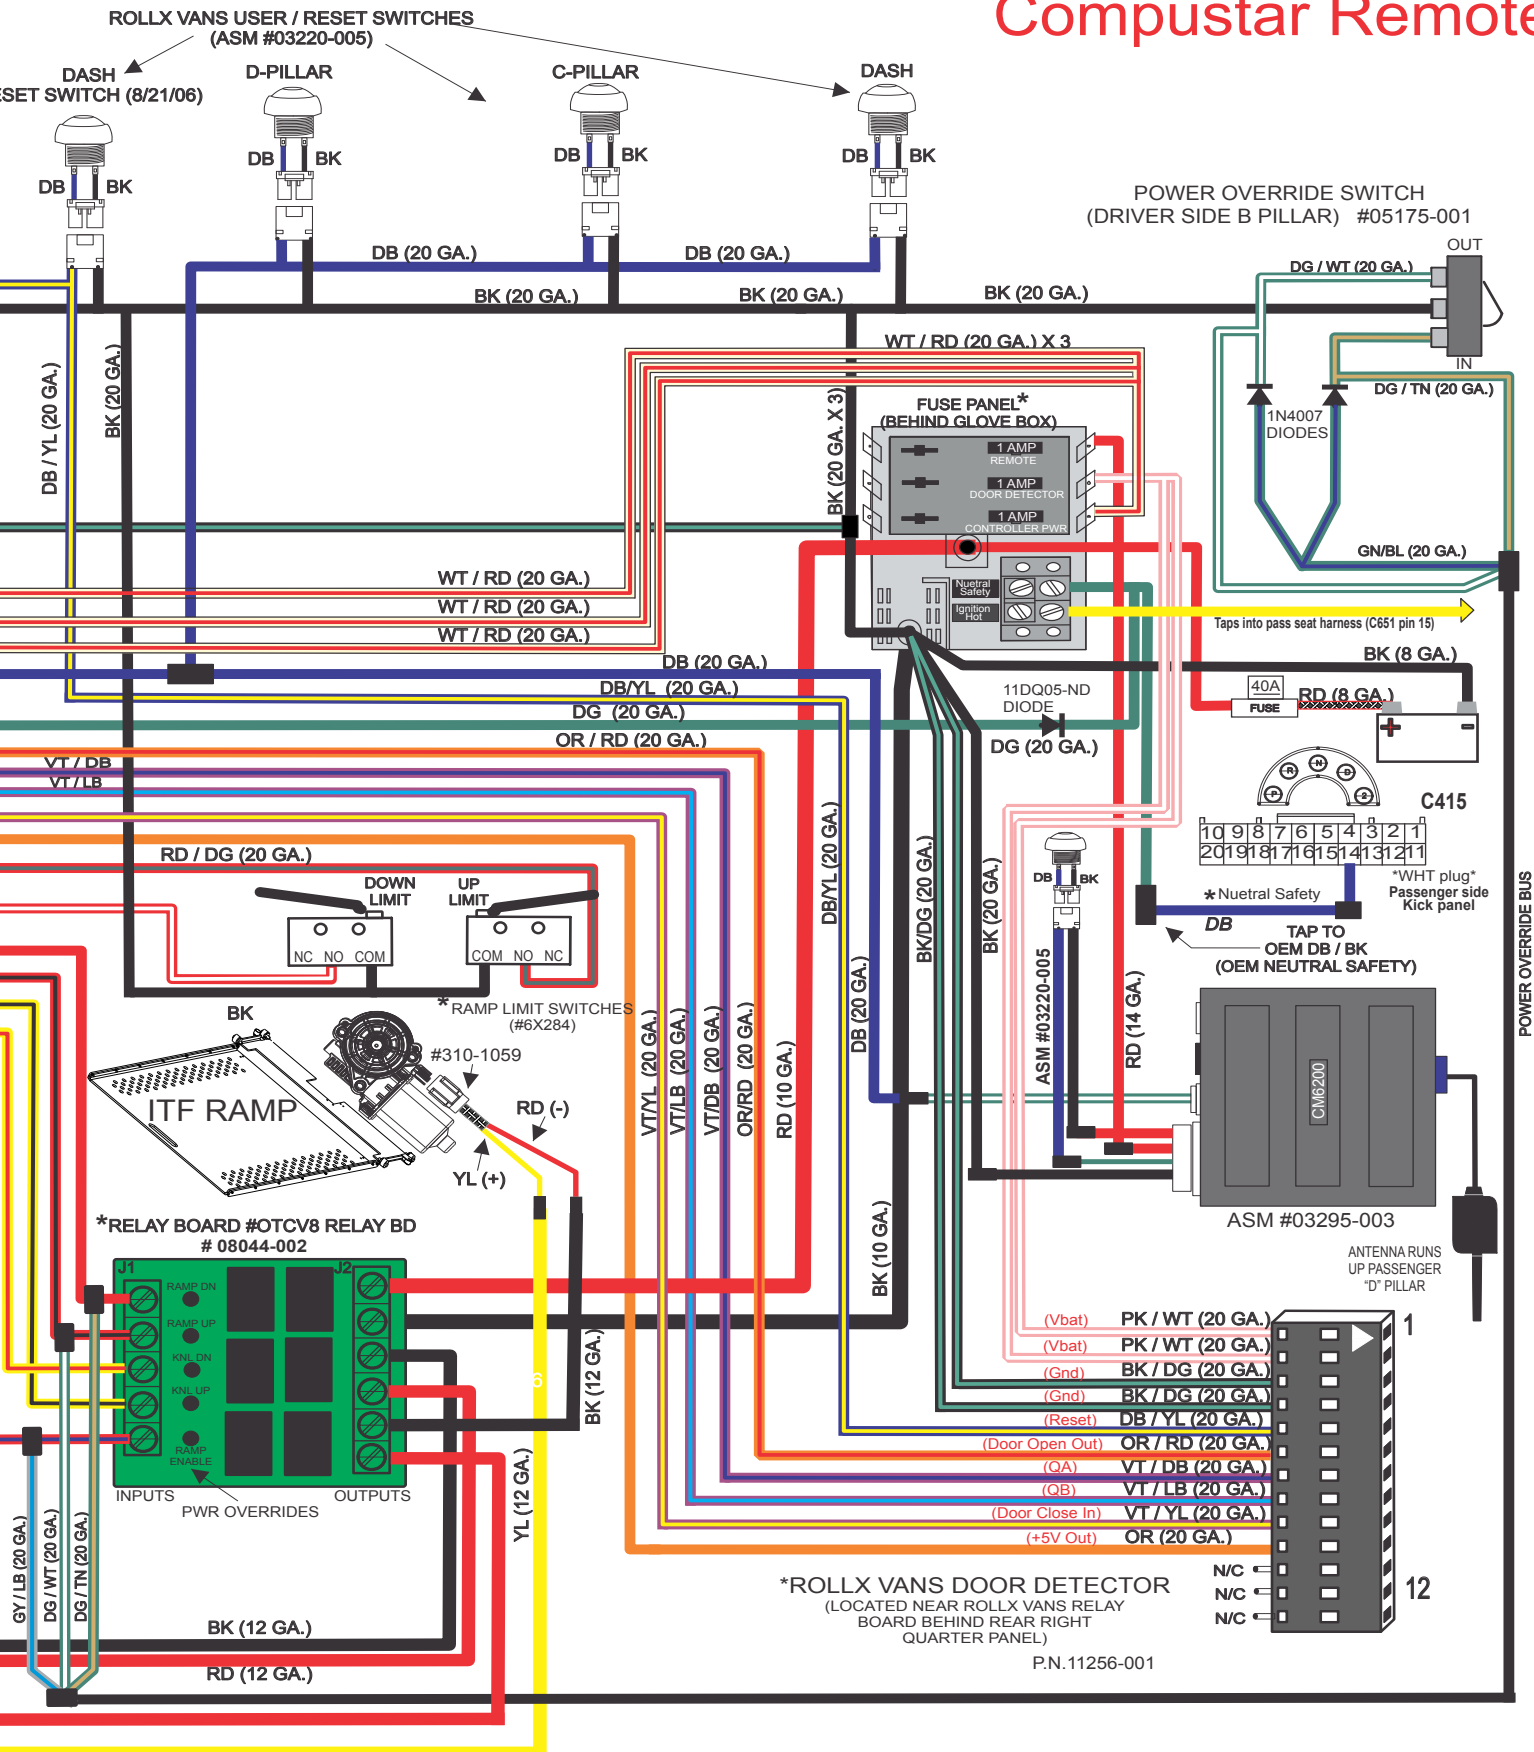 Compustar Remote
ROLLX VANS USER / RESET SWITCHES
(ASM #03220-005)
DASH
ESET SWITCH (8/21/06)
D-PILLAR
C-PILLAR
DASH
DB
BK
DB
BK
DB
BK
DB
BK
POWER OVERRIDE SWITCH
(DRIVER SIDE B PILLAR) #05175-001
OUT
DG / WT (20 GA.)
IN
DG / TN (20 GA.)
1N4007
DIODES
GN/BL (20 GA.)
DB (20 GA.)
DB (20 GA.)
BK (20 GA.)
BK (20 GA.)
BK (20 GA.)
DB / YL (20 GA.)
BK (20 GA.)
WT / RD (20 GA.) X 3
BK (20 GA. X 3)
FUSE PANEL*
(BEHIND GLOVE BOX)
1 AMP
REMOTE
1 AMP
DOOR DETECTOR
1 AMP
CONTROLLER PWR
Nuetral
Safety
Ignition
Hot
Taps into pass seat harness (C651 pin 15)
WT / RD (20 GA.)
WT / RD (20 GA.)
WT / RD (20 GA.)
DB (20 GA.)
DB/YL (20 GA.)
DG (20 GA.)
OR / RD (20 GA.)
VT / DB
VT / LB
11DQ05-ND
DIODE
DG (20 GA.)
BK (8 GA.)
40A
FUSE
RD (8 GA.)
+
-
P
R
N
D
2
C415
10 9 8 7 6 5 4 3 2 1
20 19 18 17 16 15 14 13 12 11
*WHT plug*
Passenger side
Kick panel
*Nuetral Safety
DB
TAP TO
OEM DB / BK
(OEM NEUTRAL SAFETY)
POWER OVERRIDE BUS
RD / DG (20 GA.)
DOWN
LIMIT
UP
LIMIT
NC NO COM
COM NO NC
*RAMP LIMIT SWITCHES
(#6X284)
BK
#310-1059
ITF RAMP
RD (-)
YL (+)
DB/YL (20 GA.)
DB (20 GA.)
BK/DG (20 GA.)
BK (20 GA.)
DB
BK
ASM #03220-005
RD (14 GA.)
VT/YL (20 GA.)
VT/LB (20 GA.)
VT/DB (20 GA.)
OR/RD (20 GA.)
RD (10 GA.)
BK (10 GA.)
CM6200
ASM #03295-003
ANTENNA RUNS
UP PASSENGER
“D” PILLAR
*RELAY BOARD #OTCV8 RELAY BD
# 08044-002
J1
J2
RAMP DN
RAMP UP
KNL DN
KNL UP
RAMP
ENABLE
INPUTS
OUTPUTS
PWR OVERRIDES
6
BK (12 GA.)
YL (12 GA.)
GY / LB (20 GA.)
DG / WT (20 GA.)
DG / TN (20 GA.)
BK (12 GA.)
RD (12 GA.)
(Vbat) PK / WT (20 GA.)
(Vbat) PK / WT (20 GA.)
(Gnd) BK / DG (20 GA.)
(Gnd) BK / DG (20 GA.)
(Reset) DB / YL (20 GA.)
(Door Open Out) OR / RD (20 GA.)
(QA) VT / DB (20 GA.)
(QB) VT / LB (20 GA.)
(Door Close In) VT / YL (20 GA.)
(+5V Out) OR (20 GA.)
N/C
N/C
N/C
1
12
*ROLLX VANS DOOR DETECTOR
(LOCATED NEAR ROLLX VANS RELAY
BOARD BEHIND REAR RIGHT
QUARTER PANEL)
P.N.11256-001